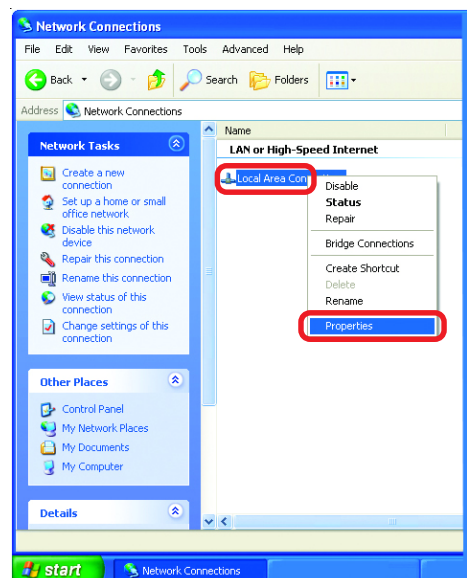 Network Connections
File Edit View Favorites Tools Advanced Help
Back Search Folders
Address Network Connections
Network Tasks
Create a new
connection
Set up a home or small
office network
Disable this network
device
Repair this connection
Rename this connection
View status of this
connection
Change settings of this
connection
Other Places
Control Panel
My Network Places
My Documents
My Computer
Details
Name
LAN or High-Speed Internet
Local Area Con
Disable
Status
Repair
Bridge Connections
Create Shortcut
Delete
Rename
Properties
start Network Connections